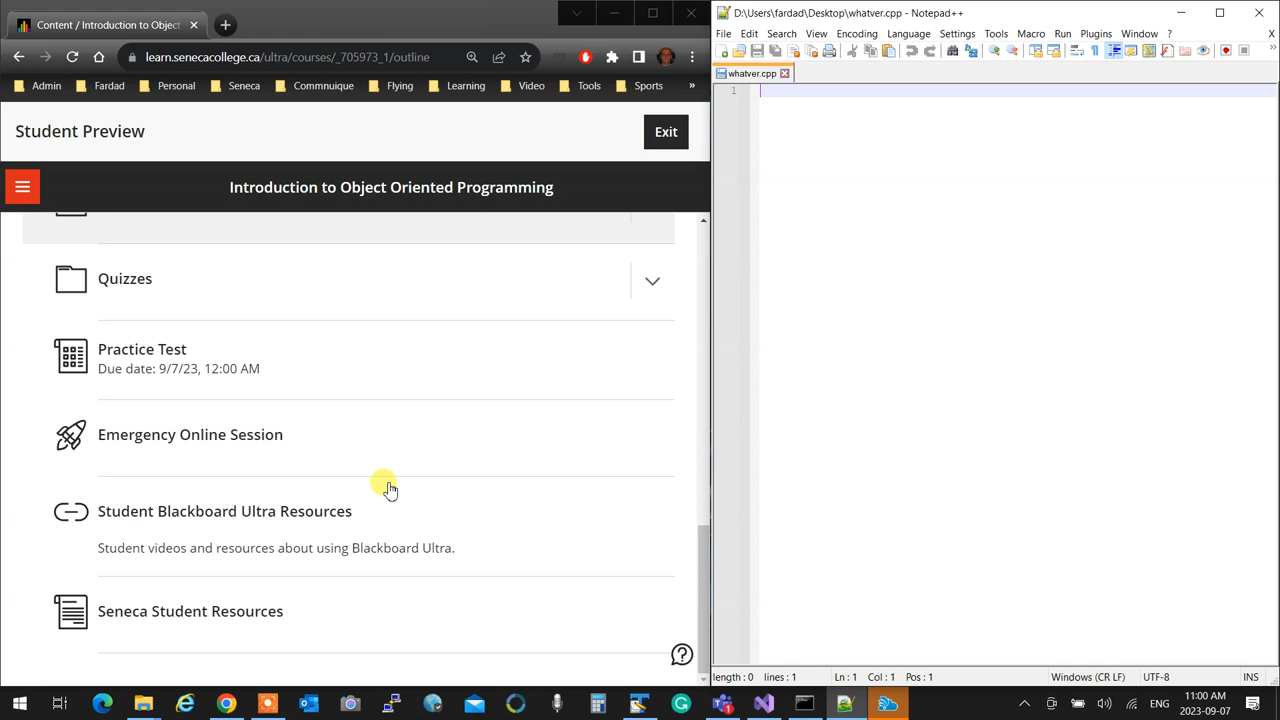 Content / Introduction to Object
learn.senecacollege.ca/ultra/courses/_705073_1/outline
Admin
Fardad
Personal
Seneca
Communique
Flying
Learning
Video
Tools
Sports
»
Student Preview
Exit
Introduction to Object Oriented Programming
Quizzes
Practice Test
Due date: 9/7/23, 12:00 AM
Emergency Online Session
Student Blackboard Ultra Resources
Student videos and resources about using Blackboard Ultra.
Seneca Student Resources
D:\Users\fardad\Desktop\whatver.cpp - Notepad++
File Edit Search View Encoding Language Settings Tools Macro Run Plugins Window ? X
whatver.cpp
1
length : 0 lines : 1 Ln : 1 Col : 1 Pos : 1 Windows (CR LF) UTF-8 INS
ENG
11:00 AM
2023-09-07